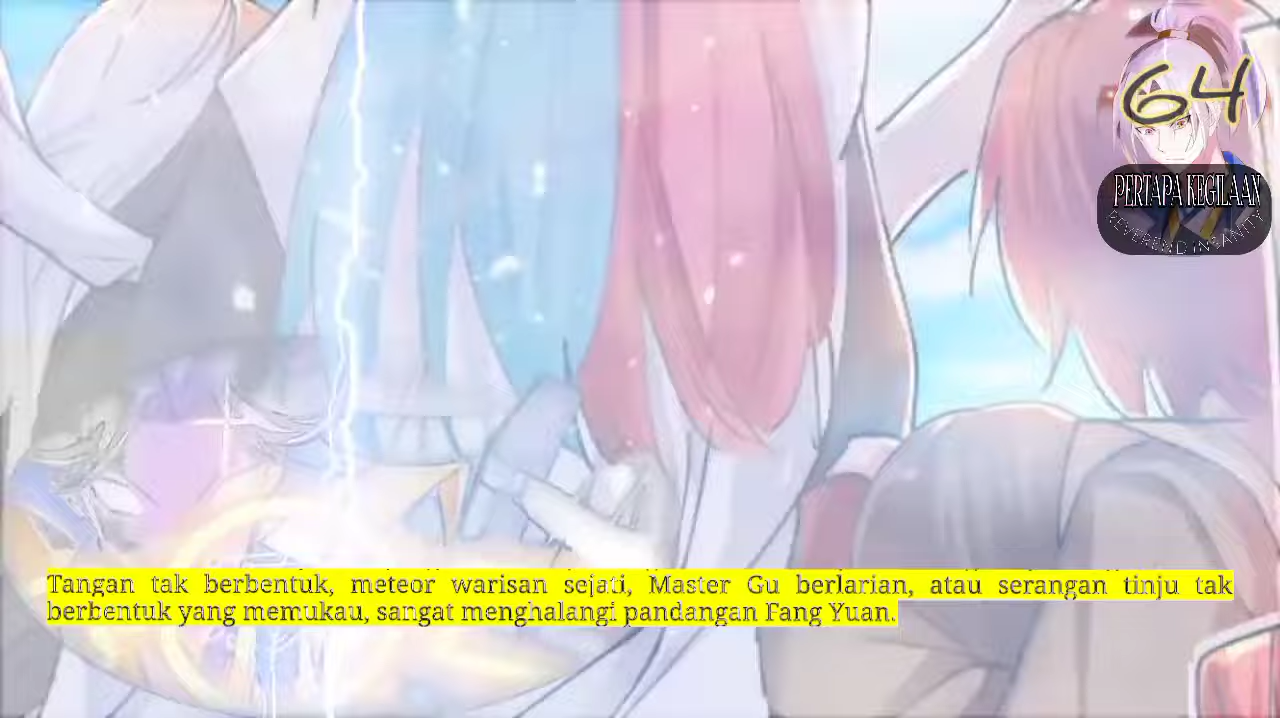 64
PERTAPA KEGILAAN
REVEREND INSANITY
Tangan tak berbentuk, meteor warisan sejati, Master Gu berlarian, atau serangan tinju tak
berbentuk yang memukau, sangat menghalangi pandangan Fang Yuan.